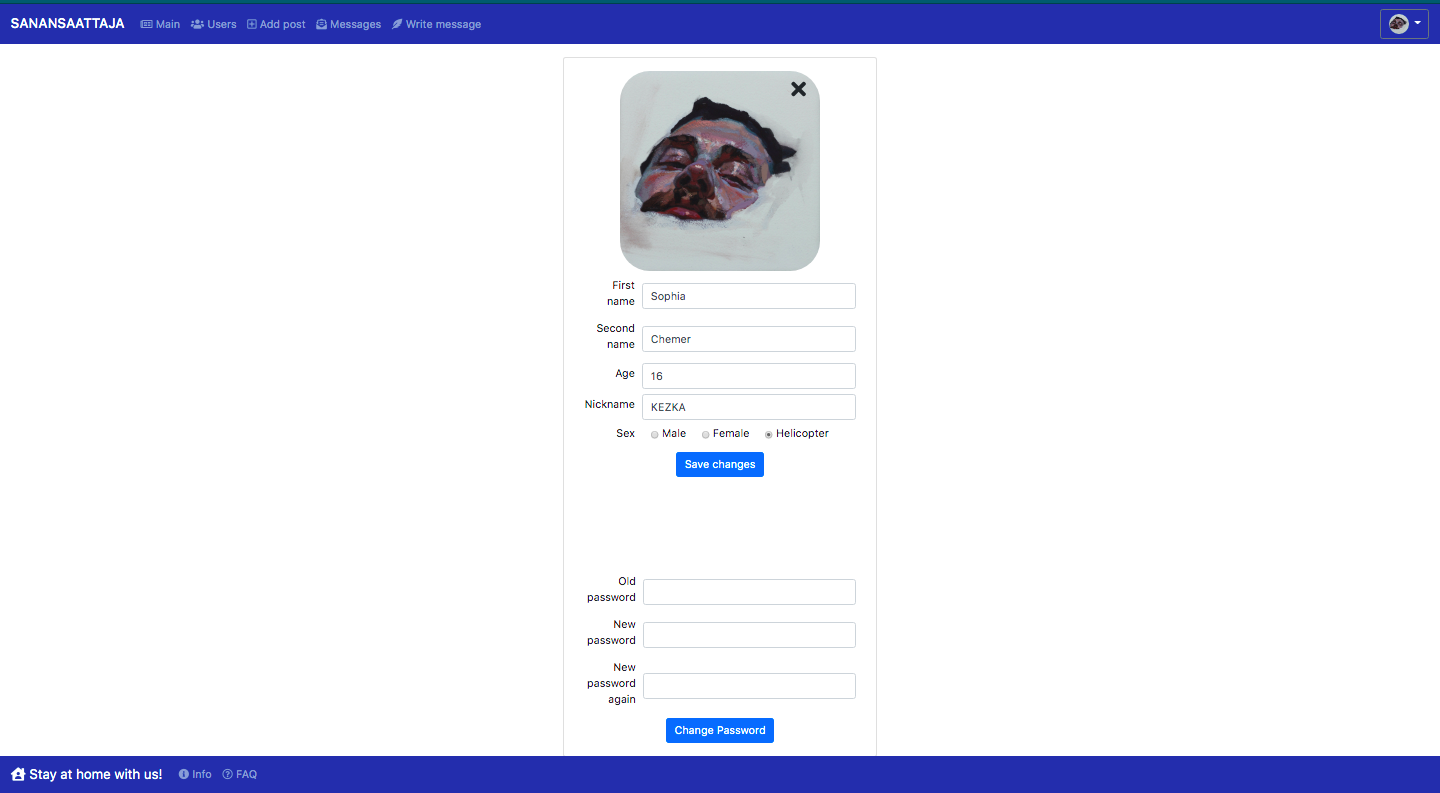 SANANSAATTAJA Main Users Add post Messages Write message
First
name
Sophia
Second
name
Chemer
Age 16
Nickname KEZKA
Sex Male Female Helicopter
Save changes
Old
password
New
password
New
password
again
Change Password
Stay at home with us! Info FAQ